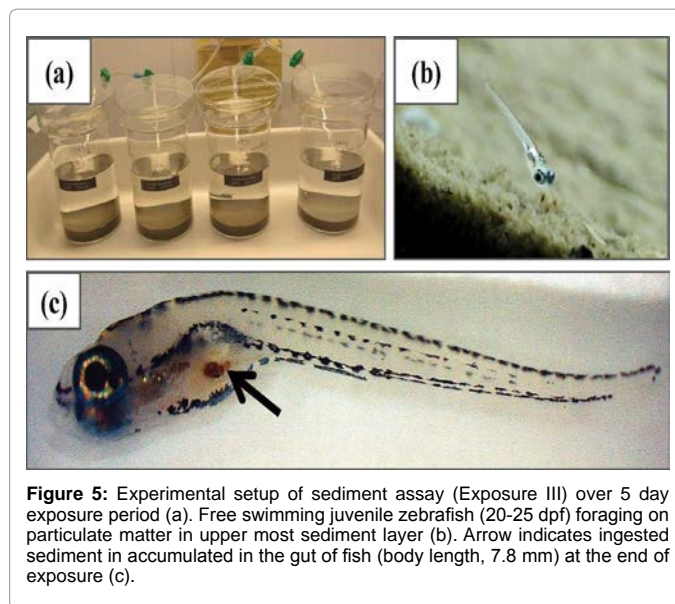 (a)
(b)
(c)
Figure 5: Experimental setup of sediment assay (Exposure III) over 5 day
exposure period (a). Free swimming juvenile zebrafish (20-25 dpf) foraging on
particulate matter in upper most sediment layer (b). Arrow indicates ingested
sediment in accumulated in the gut of fish (body length, 7.8 mm) at the end of
exposure (c).